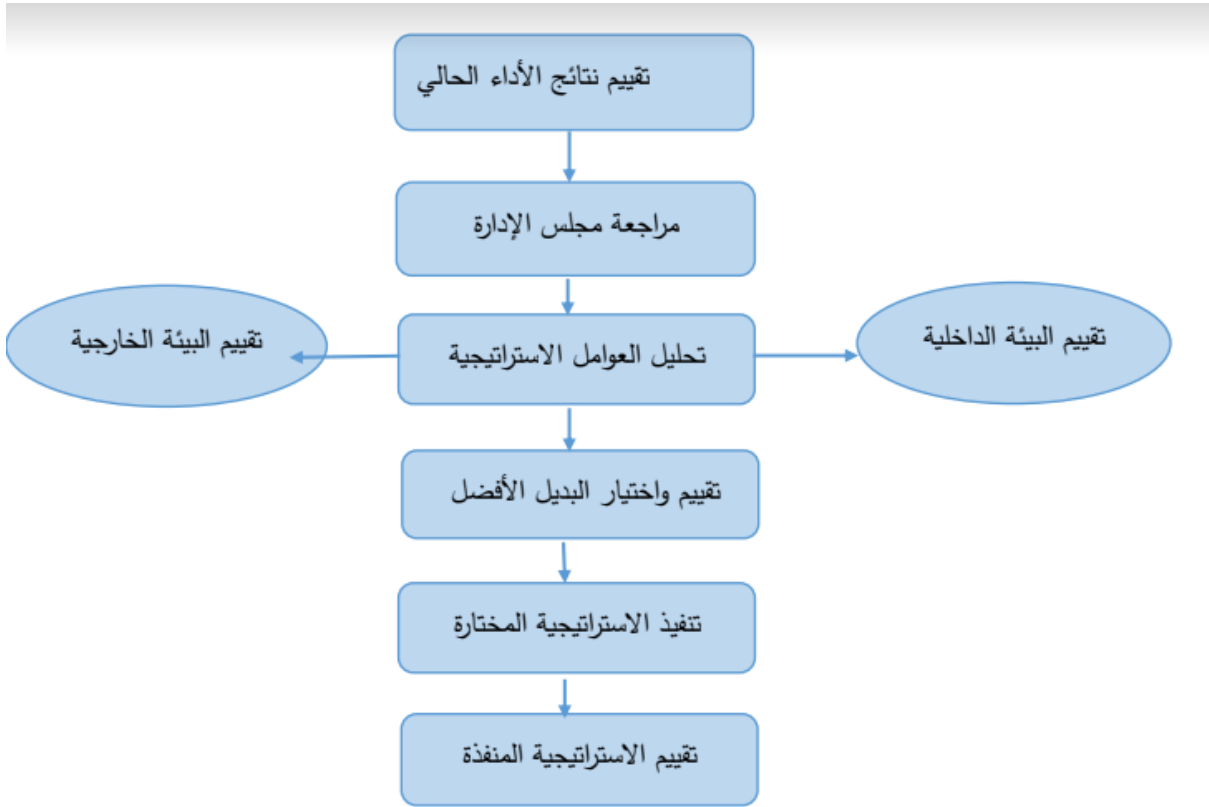 تقييم نتائج الأداء الحالي
مراجعة مجلس الإدارة
تقييم البيئة الداخلية
تحليل العوامل الاستراتيجية
تقييم البيئة الخارجية
تقييم واختيار البديل الأفضل
تنفيذ الاستراتيجية المختارة
تقييم الاستراتيجية المنفذة